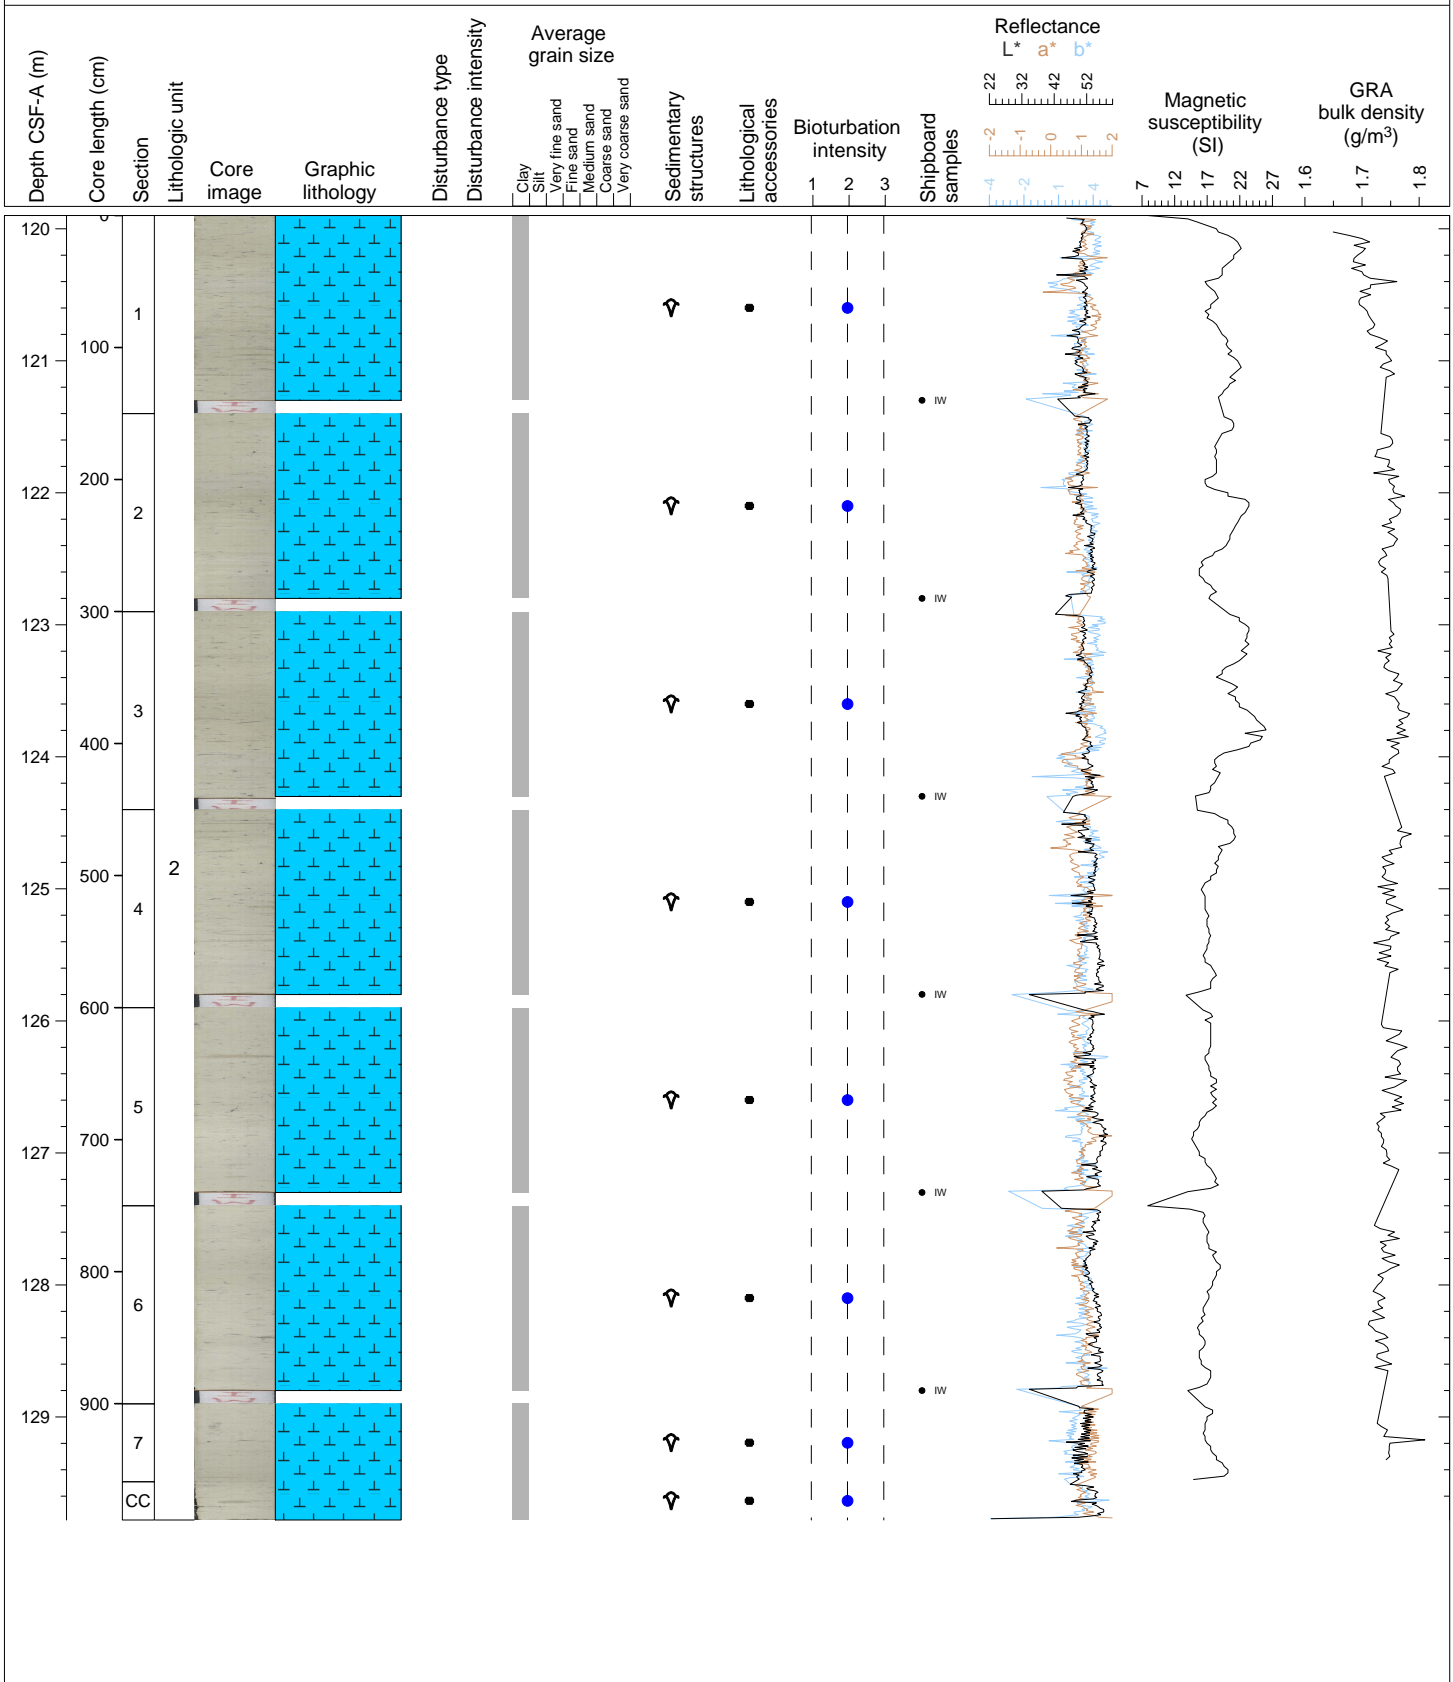 Depth CSF-A (m)
Core length (cm)
Section
Lithologic unit
Core
image
Graphic
lithology
Disturbance type
Disturbance intensity
Average
grain size
Clay
Silt
Very fine sand
Fine sand
Medium sand
Coarse sand
Very coarse sand
Sedimentary
structures
Lithological
accessories
Bioturbation
intensity
1 2 3
Shipboard
samples
Reflectance
L* a* b*
22 32 42 52
-2 -1 0 1 2
-4 -2 1 4
Magnetic
susceptibility
(SI)
7 12 17 22 27
GRA
bulk density
(g/m³)
1.6 1.7 1.8
0
120
1
100
121
IW
200
122
2
IW
300
123
3
400
124
IW
2
500
125
4
IW
600
126
5
700
127
IW
800
128
6
IW
900
129
7
CC